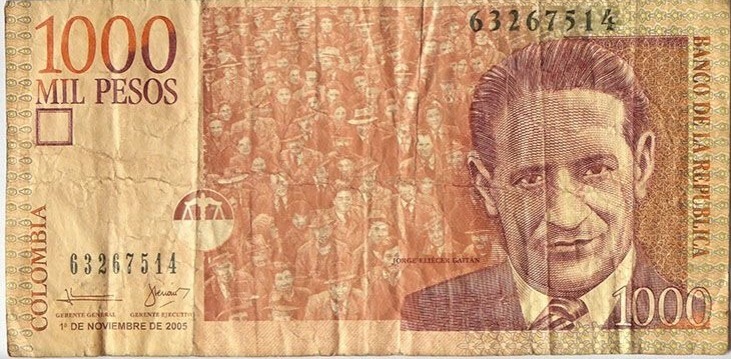 1000
MIL PESOS
63267514
BANCO DE LA REPUBLICA
COLOMBIA
JORGE ELIECER GAITAN
63267514
GERENTE GENERAL GERENTE EJECUTIVO
1º DE NOVIEMBRE DE 2005
1000